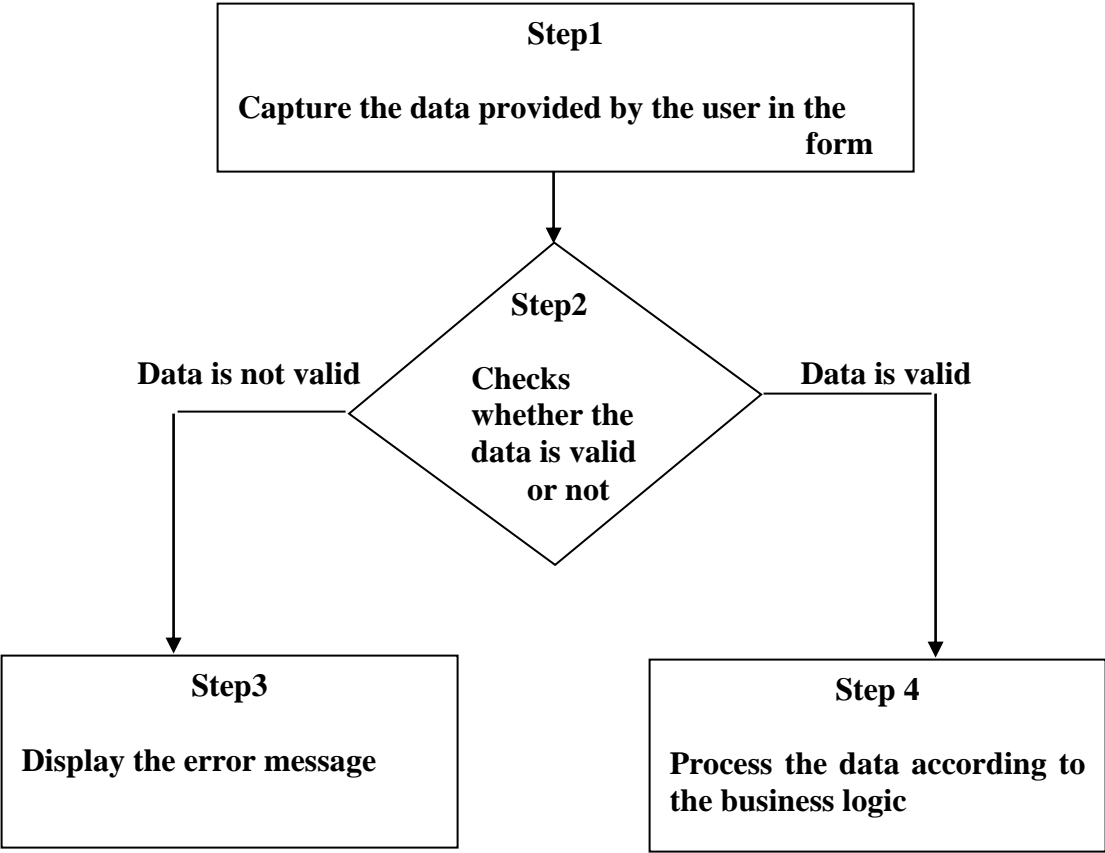 Step1
Capture the data provided by the user in the
form
Step2
Checks
whether the
data is valid
or not
Data is not valid
Data is valid
Step3
Display the error message
Step 4
Process the data according to
the business logic